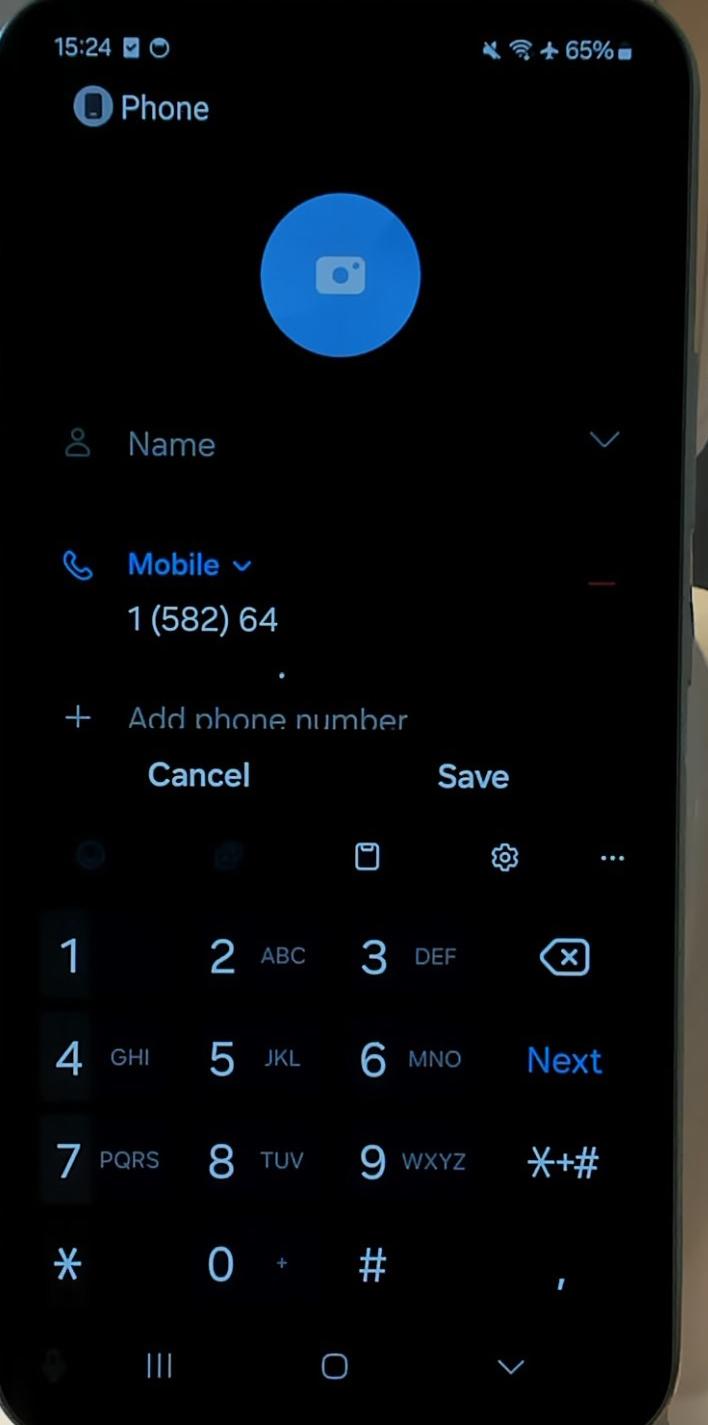 15:24 65%
Phone
Name
Mobile
1 (582) 64
Add phone number
Cancel Save
1 2 ABC 3 DEF
4 GHI 5 JKL 6 MNO Next
7 PQRS 8 TUV 9 WXYZ *+#
* 0 + # ,